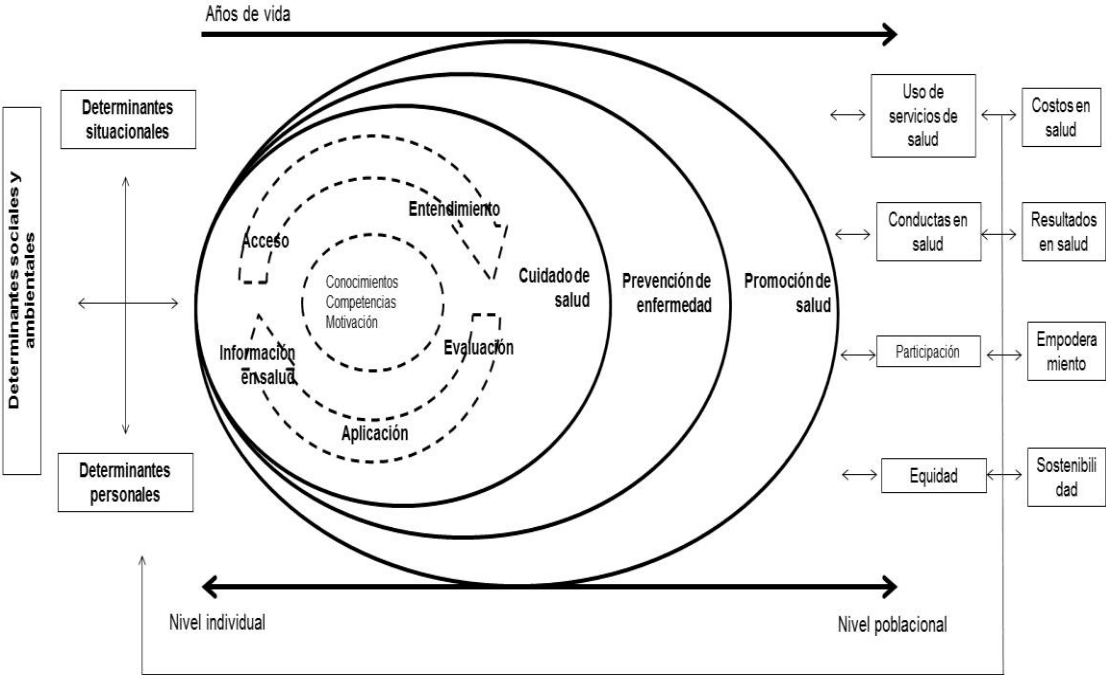 Años de vida
Determinantes sociales y
ambientales
Determinantes
situacionales
Determinantes
personales
Acceso
Entendimiento
Conocimientos
Competencias
Motivación
Información
en salud
Evaluación
Aplicación
Cuidado de
salud
Prevención de
enfermedad
Promoción de
salud
Uso de
servicios de
salud
Costos en
salud
Conductas en
salud
Resultados
en salud
Participación
Empodera
miento
Equidad
Sostenibili
dad
Nivel individual
Nivel poblacional